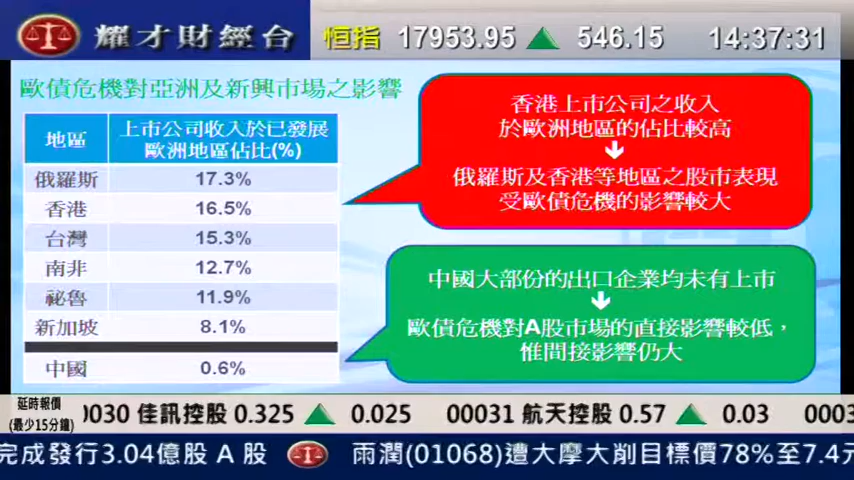 耀才財經台
恒指 17953.95 ▲ 546.15 14:37:31
歐債危機對亞洲及新興市場之影響
地區 上市公司收入於已發展歐洲地區佔比(%)
俄羅斯 17.3%
香港 16.5%
台灣 15.3%
南非 12.7%
祕魯 11.9%
新加坡 8.1%
中國 0.6%
香港上市公司之收入
於歐洲地區的佔比較高
俄羅斯及香港等地區之股市表現
受歐債危機的影響較大
中國大部份的出口企業均未有上市
歐債危機對A股市場的直接影響較低，
惟間接影響仍大
延時報價
(最少15分鐘)
0030 佳訊控股 0.325 ▲ 0.025 00031 航天控股 0.57 ▲ 0.03 0003
完成發行3.04億股 A 股 雨潤(01068)遭大摩大削目標價78%至7.4元